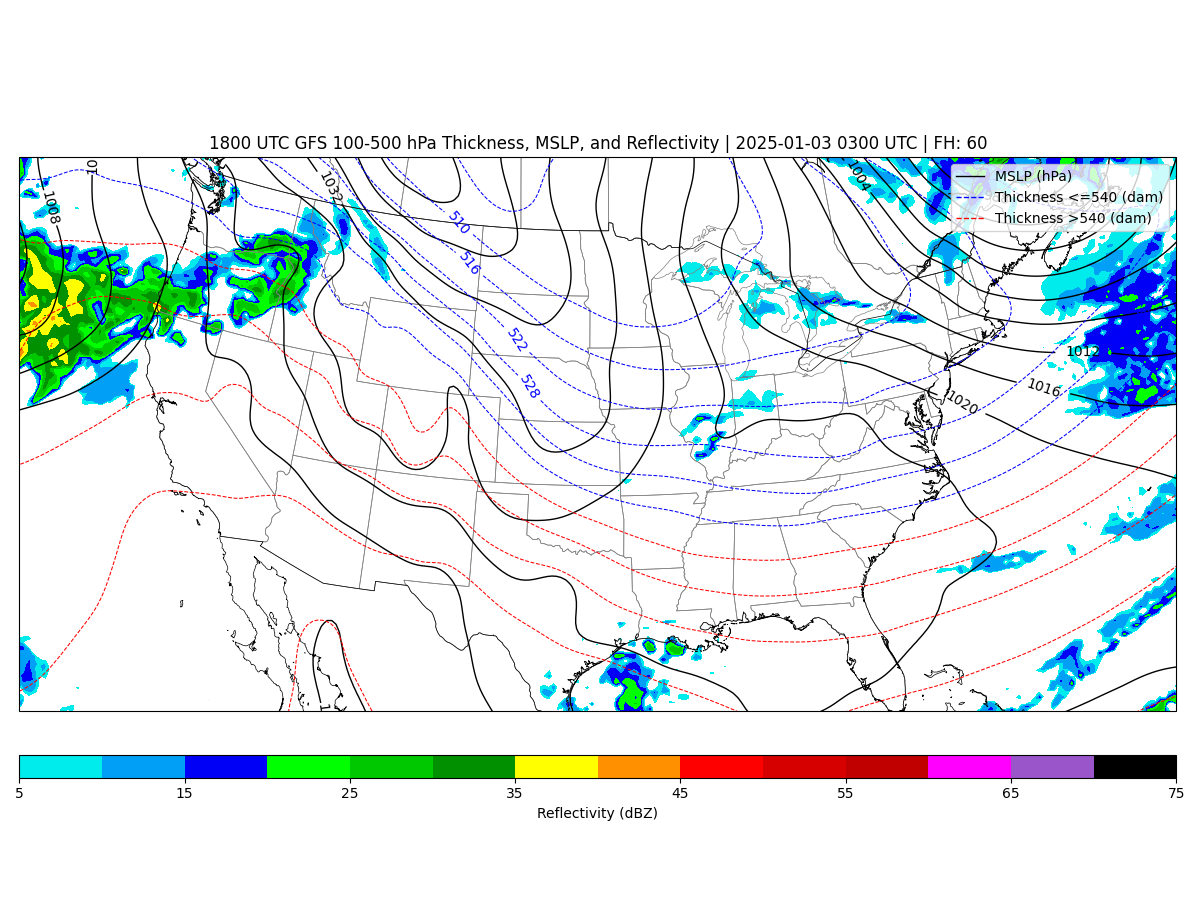 1800 UTC GFS 100-500 hPa Thickness, MSLP, and Reflectivity | 2025-01-03 0300 UTC | FH: 60
MSLP (hPa)
Thickness <=540 (dam)
Thickness >540 (dam)
1032
1004
1008
510
516
522
528
1012
1016
1020
5 15 25 35 45 55 65 75
Reflectivity (dBZ)